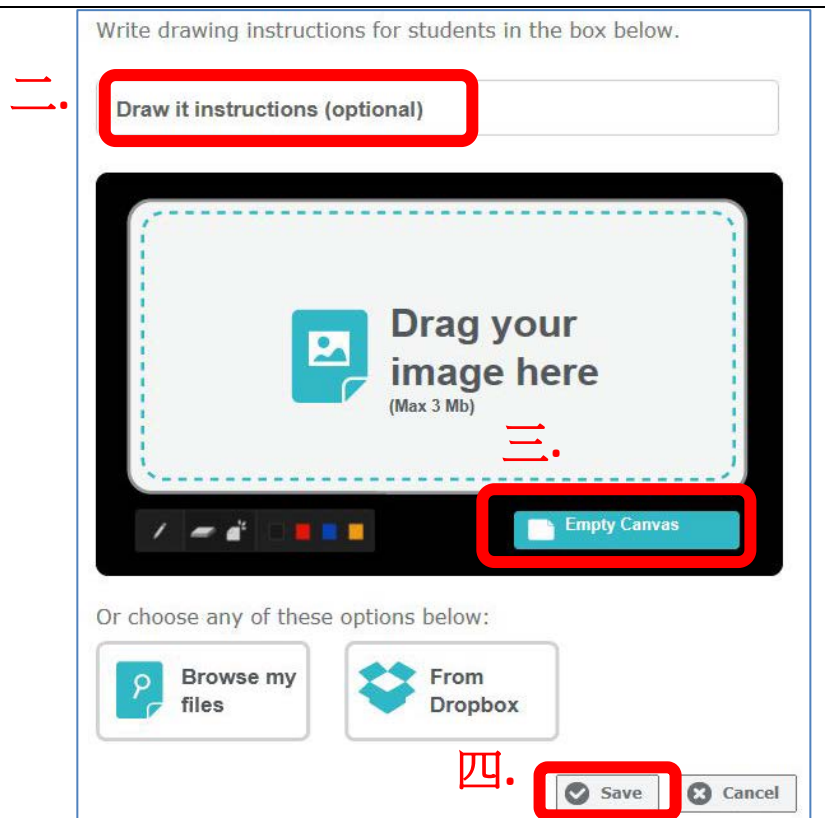 Write drawing instructions for students in the box below.
二.
Draw it instructions (optional)
Drag your
image here
(Max 3 Mb)
三.
Empty Canvas
Or choose any of these options below:
Browse my
files
From
Dropbox
四.
Save
Cancel